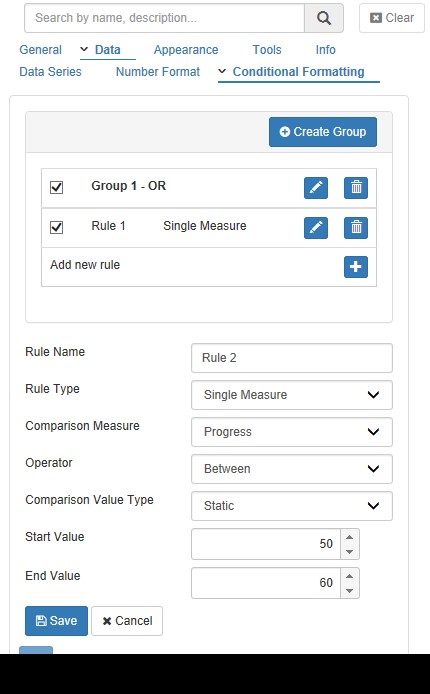 Search by name, description... Clear
General Data Appearance Tools Info
Data Series Number Format Conditional Formatting
Create Group
Group 1 - OR
Rule 1 Single Measure
Add new rule
Rule Name Rule 2
Rule Type Single Measure
Comparison Measure Progress
Operator Between
Comparison Value Type Static
Start Value 50
End Value 60
Save Cancel